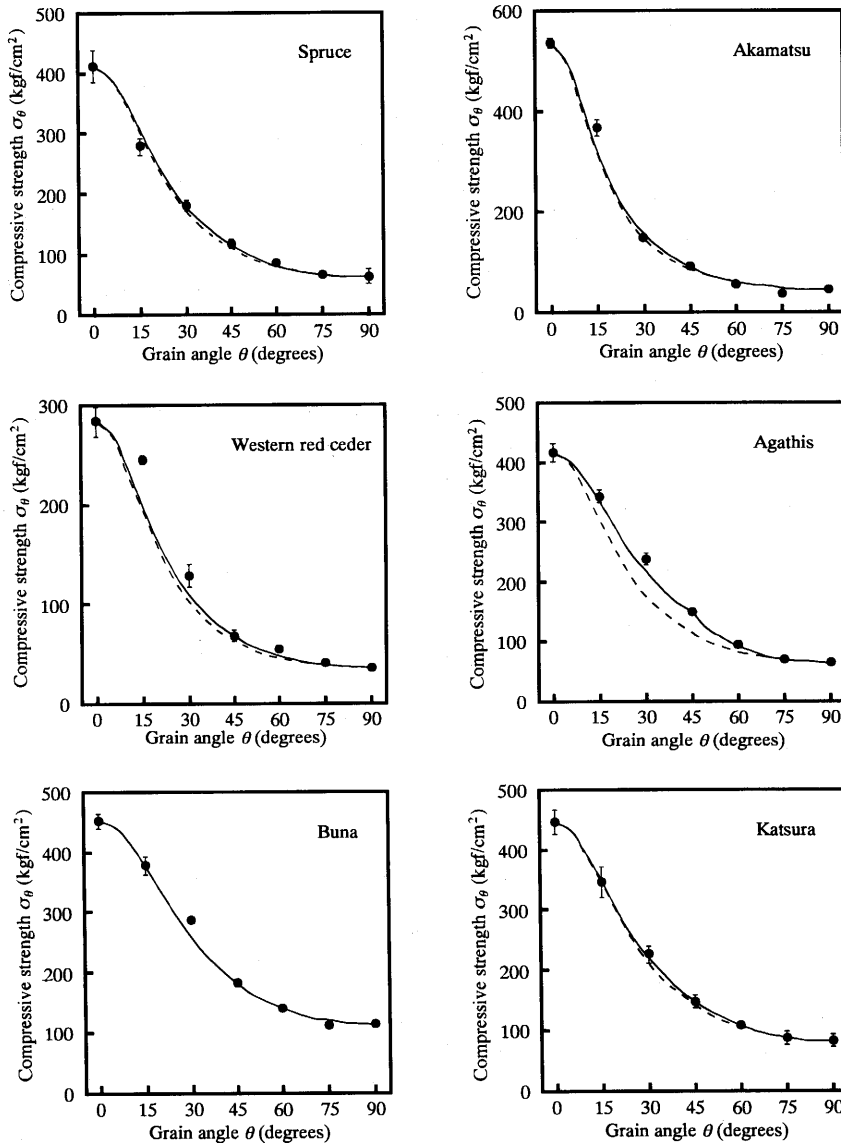 Spruce
Compressive strength σθ (kgf/cm²)
500
400
300
200
100
0
0 15 30 45 60 75 90
Grain angle θ (degrees)
Akamatsu
Compressive strength σθ (kgf/cm²)
600
400
200
0
0 15 30 45 60 75 90
Grain angle θ (degrees)
Western red ceder
Compressive strength σθ (kgf/cm²)
300
200
100
0
0 15 30 45 60 75 90
Grain angle θ (degrees)
Agathis
Compressive strength σθ (kgf/cm²)
500
400
300
200
100
0
0 15 30 45 60 75 90
Grain angle θ (degrees)
Buna
Compressive strength σθ (kgf/cm²)
500
400
300
200
100
0
0 15 30 45 60 75 90
Grain angle θ (degrees)
Katsura
Compressive strength σθ (kgf/cm²)
500
400
300
200
100
0
0 15 30 45 60 75 90
Grain angle θ (degrees)